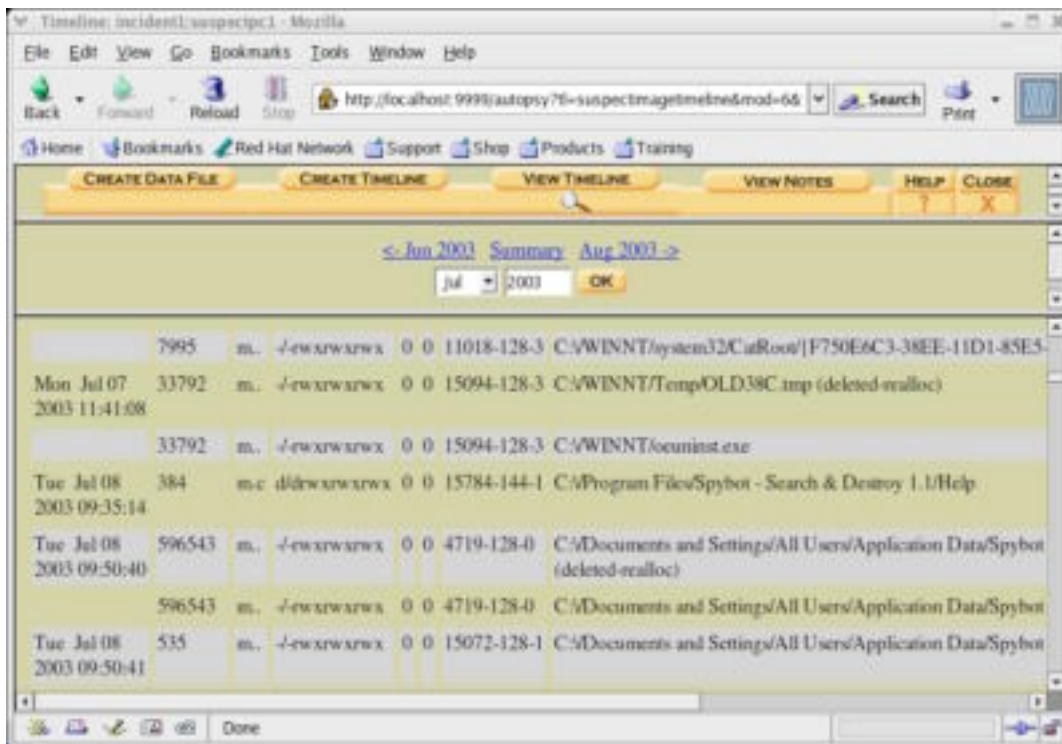 Timeline: incident1:suspectpc1 - Mozilla
File Edit View Go Bookmarks Tools Window Help
Back Forward Reload Stop http://localhost:9999/autopsy?tl=suspectimagetimeline&mod=6& Search Print
Home Bookmarks Red Hat Network Support Shop Products Training
CREATE DATA FILE CREATE TIMELINE VIEW TIMELINE VIEW NOTES HELP CLOSE
? X
<- Jun 2003 Summary Aug 2003 ->
Jul 2003 OK
7995 m.. -/-rwxrwxrwx 0 0 11018-128-3 C:\/WINNT/system32/CatRoot/{F750E6C3-38EE-11D1-85E5-
Mon Jul 07 33792 m.. -/-rwxrwxrwx 0 0 15094-128-3 C:\/WINNT/Temp/OLD38C.tmp (deleted-realloc)
2003 11:41:08
33792 m.. -/-rwxrwxrwx 0 0 15094-128-3 C:\/WINNT/ocuninst.exe
Tue Jul 08 384 m.c d/drwxrwxrwx 0 0 15784-144-1 C:\/Program Files/Spybot - Search & Destroy 1.1/Help
2003 09:35:14
Tue Jul 08 596543 m.. -/-rwxrwxrwx 0 0 4719-128-0 C:\/Documents and Settings/All Users/Application Data/Spybot
2003 09:50:40 (deleted-realloc)
596543 m.. -/-rwxrwxrwx 0 0 4719-128-0 C:\/Documents and Settings/All Users/Application Data/Spybot
Tue Jul 08 535 m.. -/-rwxrwxrwx 0 0 15072-128-1 C:\/Documents and Settings/All Users/Application Data/Spybot
2003 09:50:41
Done